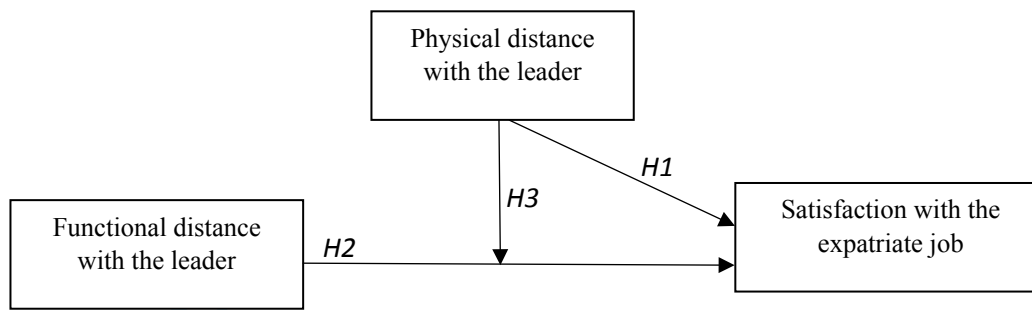 Physical distance
with the leader
H1
H3
Functional distance
with the leader
H2
Satisfaction with the
expatriate job